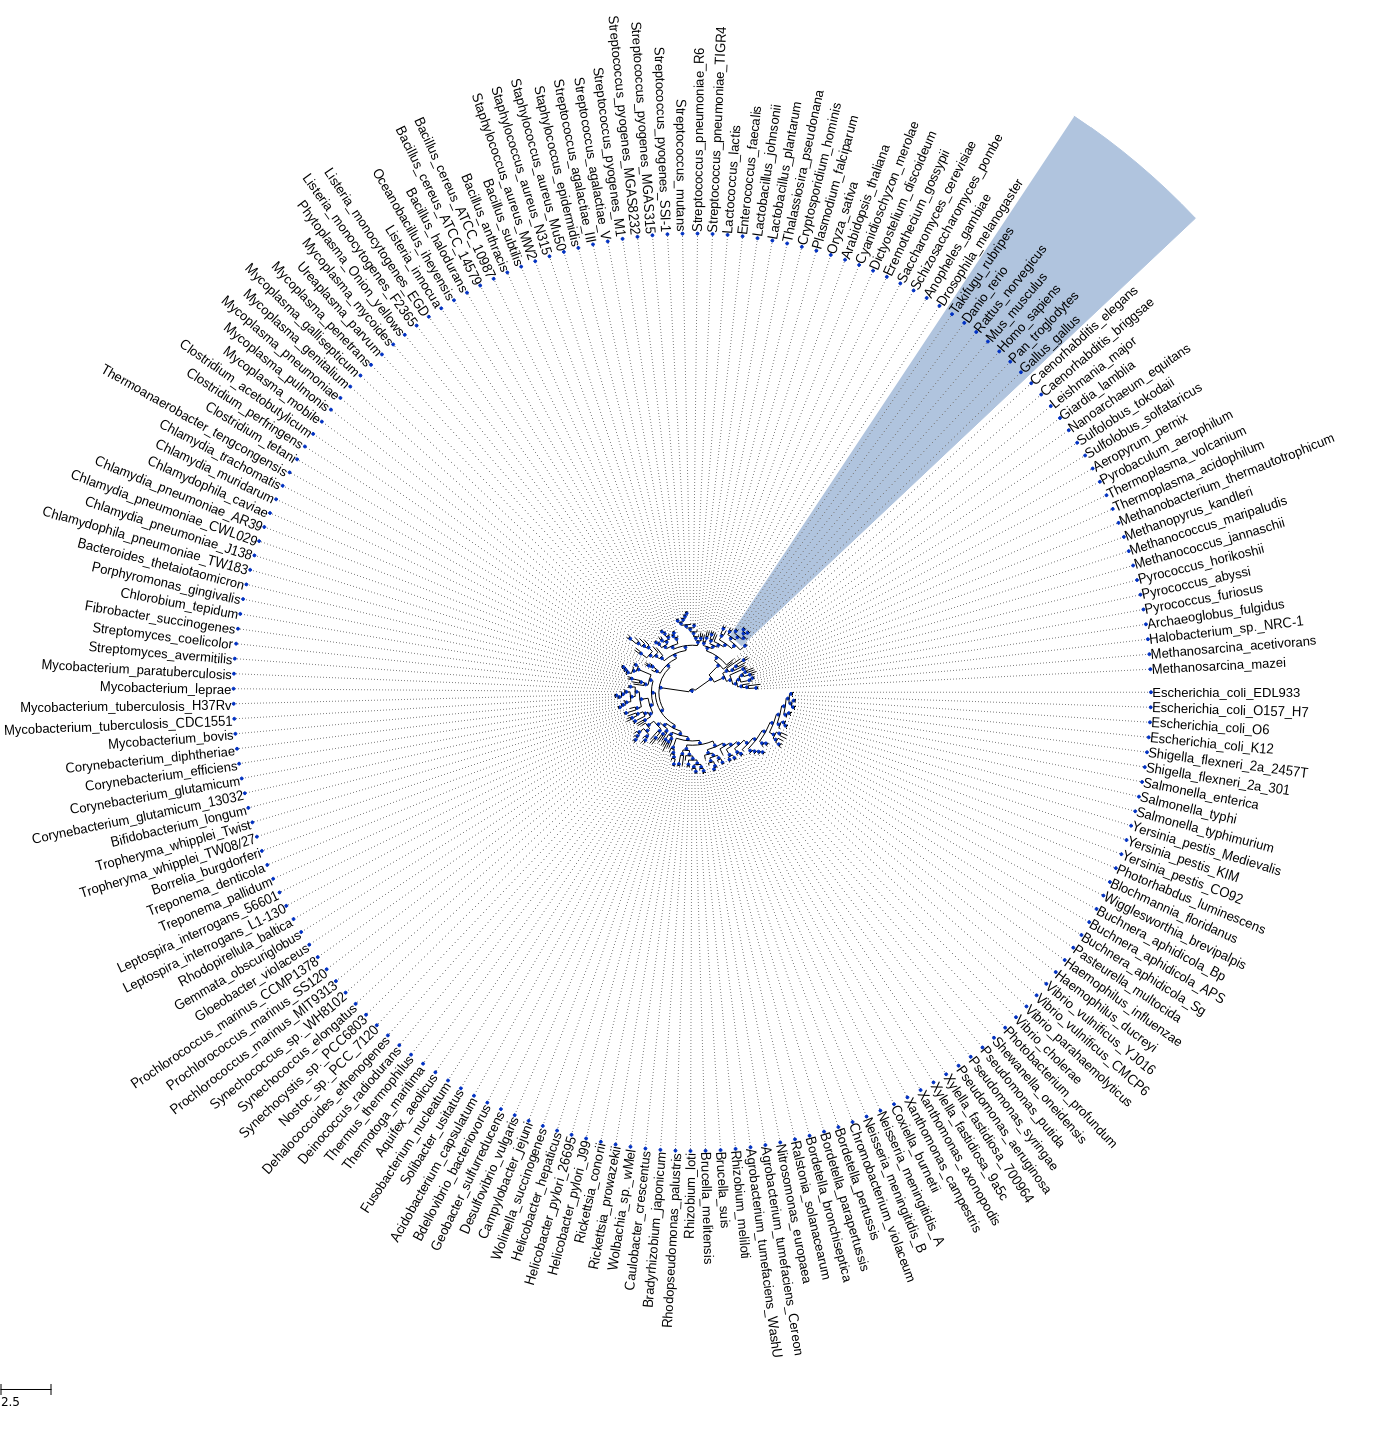 Escherichia_coli_EDL933
Escherichia_coli_O157_H7
Escherichia_coli_O6
Escherichia_coli_K12
Shigella_flexneri_2a_2457T
Shigella_flexneri_2a_301
Salmonella_enterica
Salmonella_typhi
Salmonella_typhimurium
Yersinia_pestis_Medievalis
Yersinia_pestis_KIM
Yersinia_pestis_CO92
Photorhabdus_luminescens
Blochmannia_floridanus
Wigglesworthia_brevipalpis
Buchnera_aphidicola_Bp
Buchnera_aphidicola_APS
Buchnera_aphidicola_Sg
Pasteurella_multocida
Haemophilus_influenzae
Haemophilus_ducreyi
Vibrio_vulnificus_YJ016
Vibrio_vulnificus_CMCP6
Vibrio_parahaemolyticus
Vibrio_cholerae
Photobacterium_profundum
Shewanella_oneidensis
Pseudomonas_putida
Pseudomonas_syringae
Pseudomonas_aeruginosa
Xylella_fastidiosa_700964
Xylella_fastidiosa_9a5c
Xanthomonas_axonopodis
Xanthomonas_campestris
Coxiella_burnetii
Neisseria_meningitidis_A
Neisseria_meningitidis_B
Chromobacterium_violaceum
Bordetella_pertussis
Bordetella_parapertussis
Bordetella_bronchiseptica
Ralstonia_solanacearum
Nitrosomonas_europaea
Agrobacterium_tumefaciens_Cereon
Agrobacterium_tumefaciens_WashU
Rhizobium_meliloti
Brucella_suis
Brucella_melitensis
Rhizobium_loti
Rhodopseudomonas_palustris
Bradyrhizobium_japonicum
Caulobacter_crescentus
Wolbachia_sp._wMel
Rickettsia_prowazekii
Rickettsia_conorii
Helicobacter_pylori_J99
Helicobacter_pylori_26695
Helicobacter_hepaticus
Wolinella_succinogenes
Campylobacter_jejuni
Desulfovibrio_vulgaris
Geobacter_sulfurreducens
Bdellovibrio_bacteriovorus
Acidobacterium_capsulatum
Solibacter_usitatus
Fusobacterium_nucleatum
Aquifex_aeolicus
Thermotoga_maritima
Thermus_thermophilus
Deinococcus_radiodurans
Dehalococcoides_ethenogenes
Nostoc_sp._PCC_7120
Synechocystis_sp._PCC6803
Synechococcus_elongatus
Synechococcus_sp._WH8102
Prochlorococcus_marinus_MIT9313
Prochlorococcus_marinus_SS120
Prochlorococcus_marinus_CCMP1378
Gloeobacter_violaceus
Gemmata_obscuriglobus
Rhodopirellula_baltica
Leptospira_interrogans_L1-130
Leptospira_interrogans_56601
Treponema_pallidum
Treponema_denticola
Borrelia_burgdorferi
Tropheryma_whipplei_TW08/27
Tropheryma_whipplei_Twist
Bifidobacterium_longum
Corynebacterium_glutamicum_13032
Corynebacterium_glutamicum
Corynebacterium_efficiens
Corynebacterium_diphtheriae
Mycobacterium_bovis
Mycobacterium_tuberculosis_CDC1551
Mycobacterium_tuberculosis_H37Rv
Mycobacterium_leprae
Mycobacterium_paratuberculosis
Streptomyces_avermitilis
Streptomyces_coelicolor
Fibrobacter_succinogenes
Chlorobium_tepidum
Porphyromonas_gingivalis
Bacteroides_thetaiotaomicron
Chlamydophila_pneumoniae_TW183
Chlamydia_pneumoniae_J138
Chlamydia_pneumoniae_CWL029
Chlamydia_pneumoniae_AR39
Chlamydophila_caviae
Chlamydia_muridarum
Chlamydia_trachomatis
Thermoanaerobacter_tengcongensis
Clostridium_tetani
Clostridium_perfringens
Clostridium_acetobutylicum
Mycoplasma_mobile
Mycoplasma_pulmonis
Mycoplasma_pneumoniae
Mycoplasma_genitalium
Mycoplasma_gallisepticum
Mycoplasma_penetrans
Ureaplasma_parvum
Mycoplasma_mycoides
Phytoplasma_Onion_yellows
Listeria_monocytogenes_F2365
Listeria_monocytogenes_EGD
Listeria_innocua
Oceanobacillus_iheyensis
Bacillus_halodurans
Bacillus_cereus_ATCC_14579
Bacillus_cereus_ATCC_10987
Bacillus_anthracis
Bacillus_subtilis
Staphylococcus_aureus_MW2
Staphylococcus_aureus_N315
Staphylococcus_aureus_Mu50
Staphylococcus_epidermidis
Streptococcus_agalactiae_III
Streptococcus_agalactiae_V
Streptococcus_pyogenes_M1
Streptococcus_pyogenes_MGAS8232
Streptococcus_pyogenes_MGAS315
Streptococcus_pyogenes_SSI-1
Streptococcus_mutans
Streptococcus_pneumoniae_R6
Streptococcus_pneumoniae_TIGR4
Lactococcus_lactis
Enterococcus_faecalis
Lactobacillus_johnsonii
Lactobacillus_plantarum
Thalassiosira_pseudonana
Cryptosporidium_hominis
Plasmodium_falciparum
Oryza_sativa
Arabidopsis_thaliana
Cyanidioschyzon_merolae
Dictyostelium_discoideum
Eremothecium_gossypii
Saccharomyces_cerevisiae
Schizosaccharomyces_pombe
Anopheles_gambiae
Drosophila_melanogaster
Takifugu_rubripes
Danio_rerio
Rattus_norvegicus
Mus_musculus
Homo_sapiens
Pan_troglodytes
Gallus_gallus
Caenorhabditis_elegans
Caenorhabditis_briggsae
Leishmania_major
Giardia_lamblia
Nanoarchaeum_equitans
Sulfolobus_tokodaii
Sulfolobus_solfataricus
Aeropyrum_pernix
Pyrobaculum_aerophilum
Thermoplasma_volcanium
Thermoplasma_acidophilum
Methanobacterium_thermautotrophicum
Methanopyrus_kandleri
Methanococcus_maripaludis
Methanococcus_jannaschii
Pyrococcus_horikoshii
Pyrococcus_abyssi
Pyrococcus_furiosus
Archaeoglobus_fulgidus
Halobacterium_sp._NRC-1
Methanosarcina_acetivorans
Methanosarcina_mazei
2.5